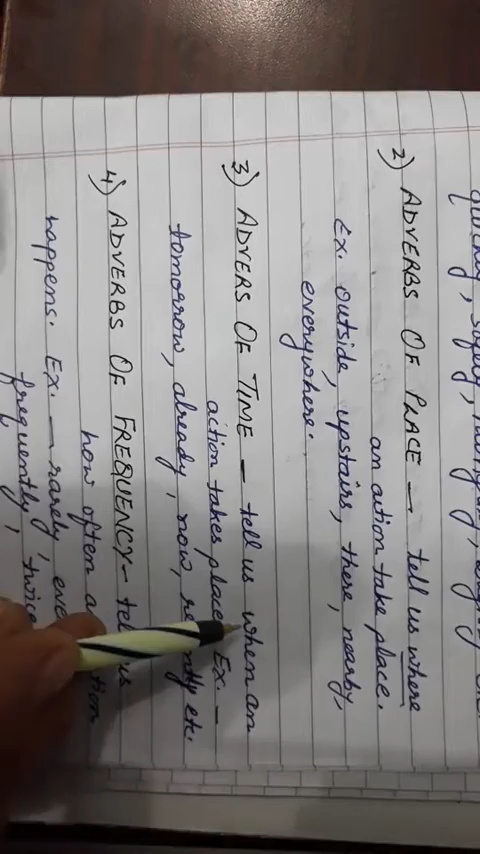 2) ADVERBS OF PLACE — tell us where
an action take place.
Ex. outside, upstairs, there, nearby,
everywhere.
3) ADVERS OF TIME — tell us when an
action takes place. Ex. -
tomorrow, already, now, recently etc.
4) ADVERBS OF FREQUENCY - tell us
how often action
happens. Ex. — rarely,
frequently, twice